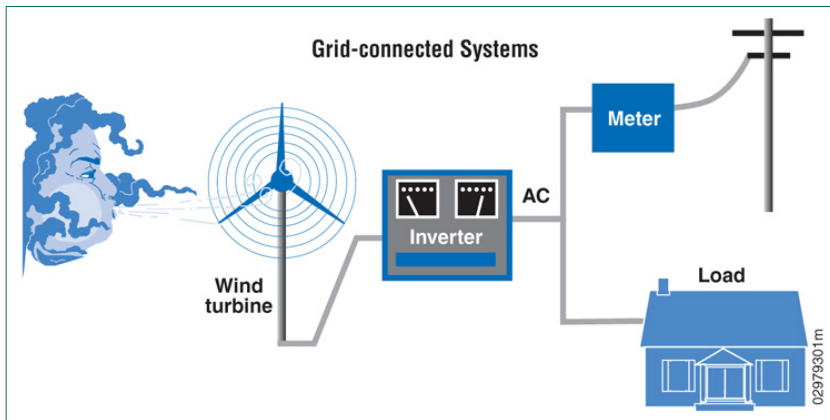 Grid-connected Systems
Meter
AC
Inverter
Wind
turbine
Load
02979301m